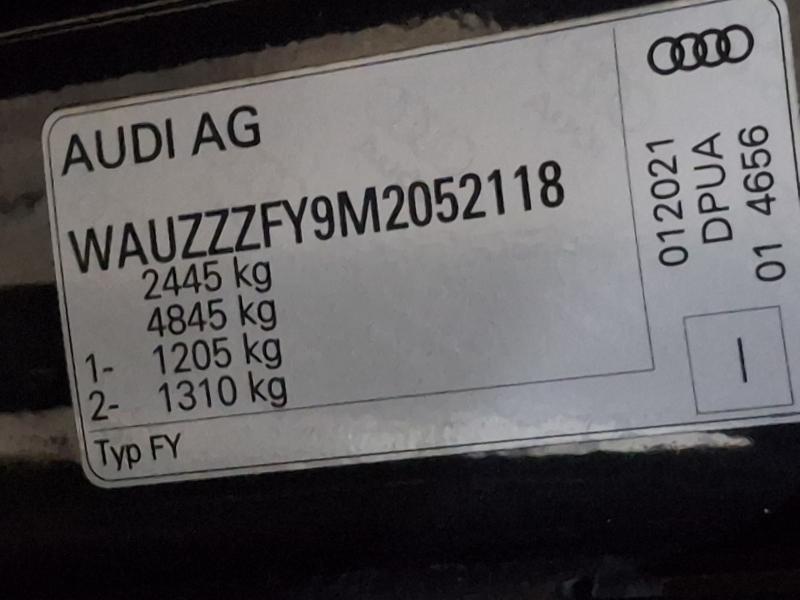 AUDI AG
WAUZZZFY9M2052118
2445 kg
4845 kg
1- 1205 kg
2- 1310 kg
Typ FY
012021
DPUA
01 4656